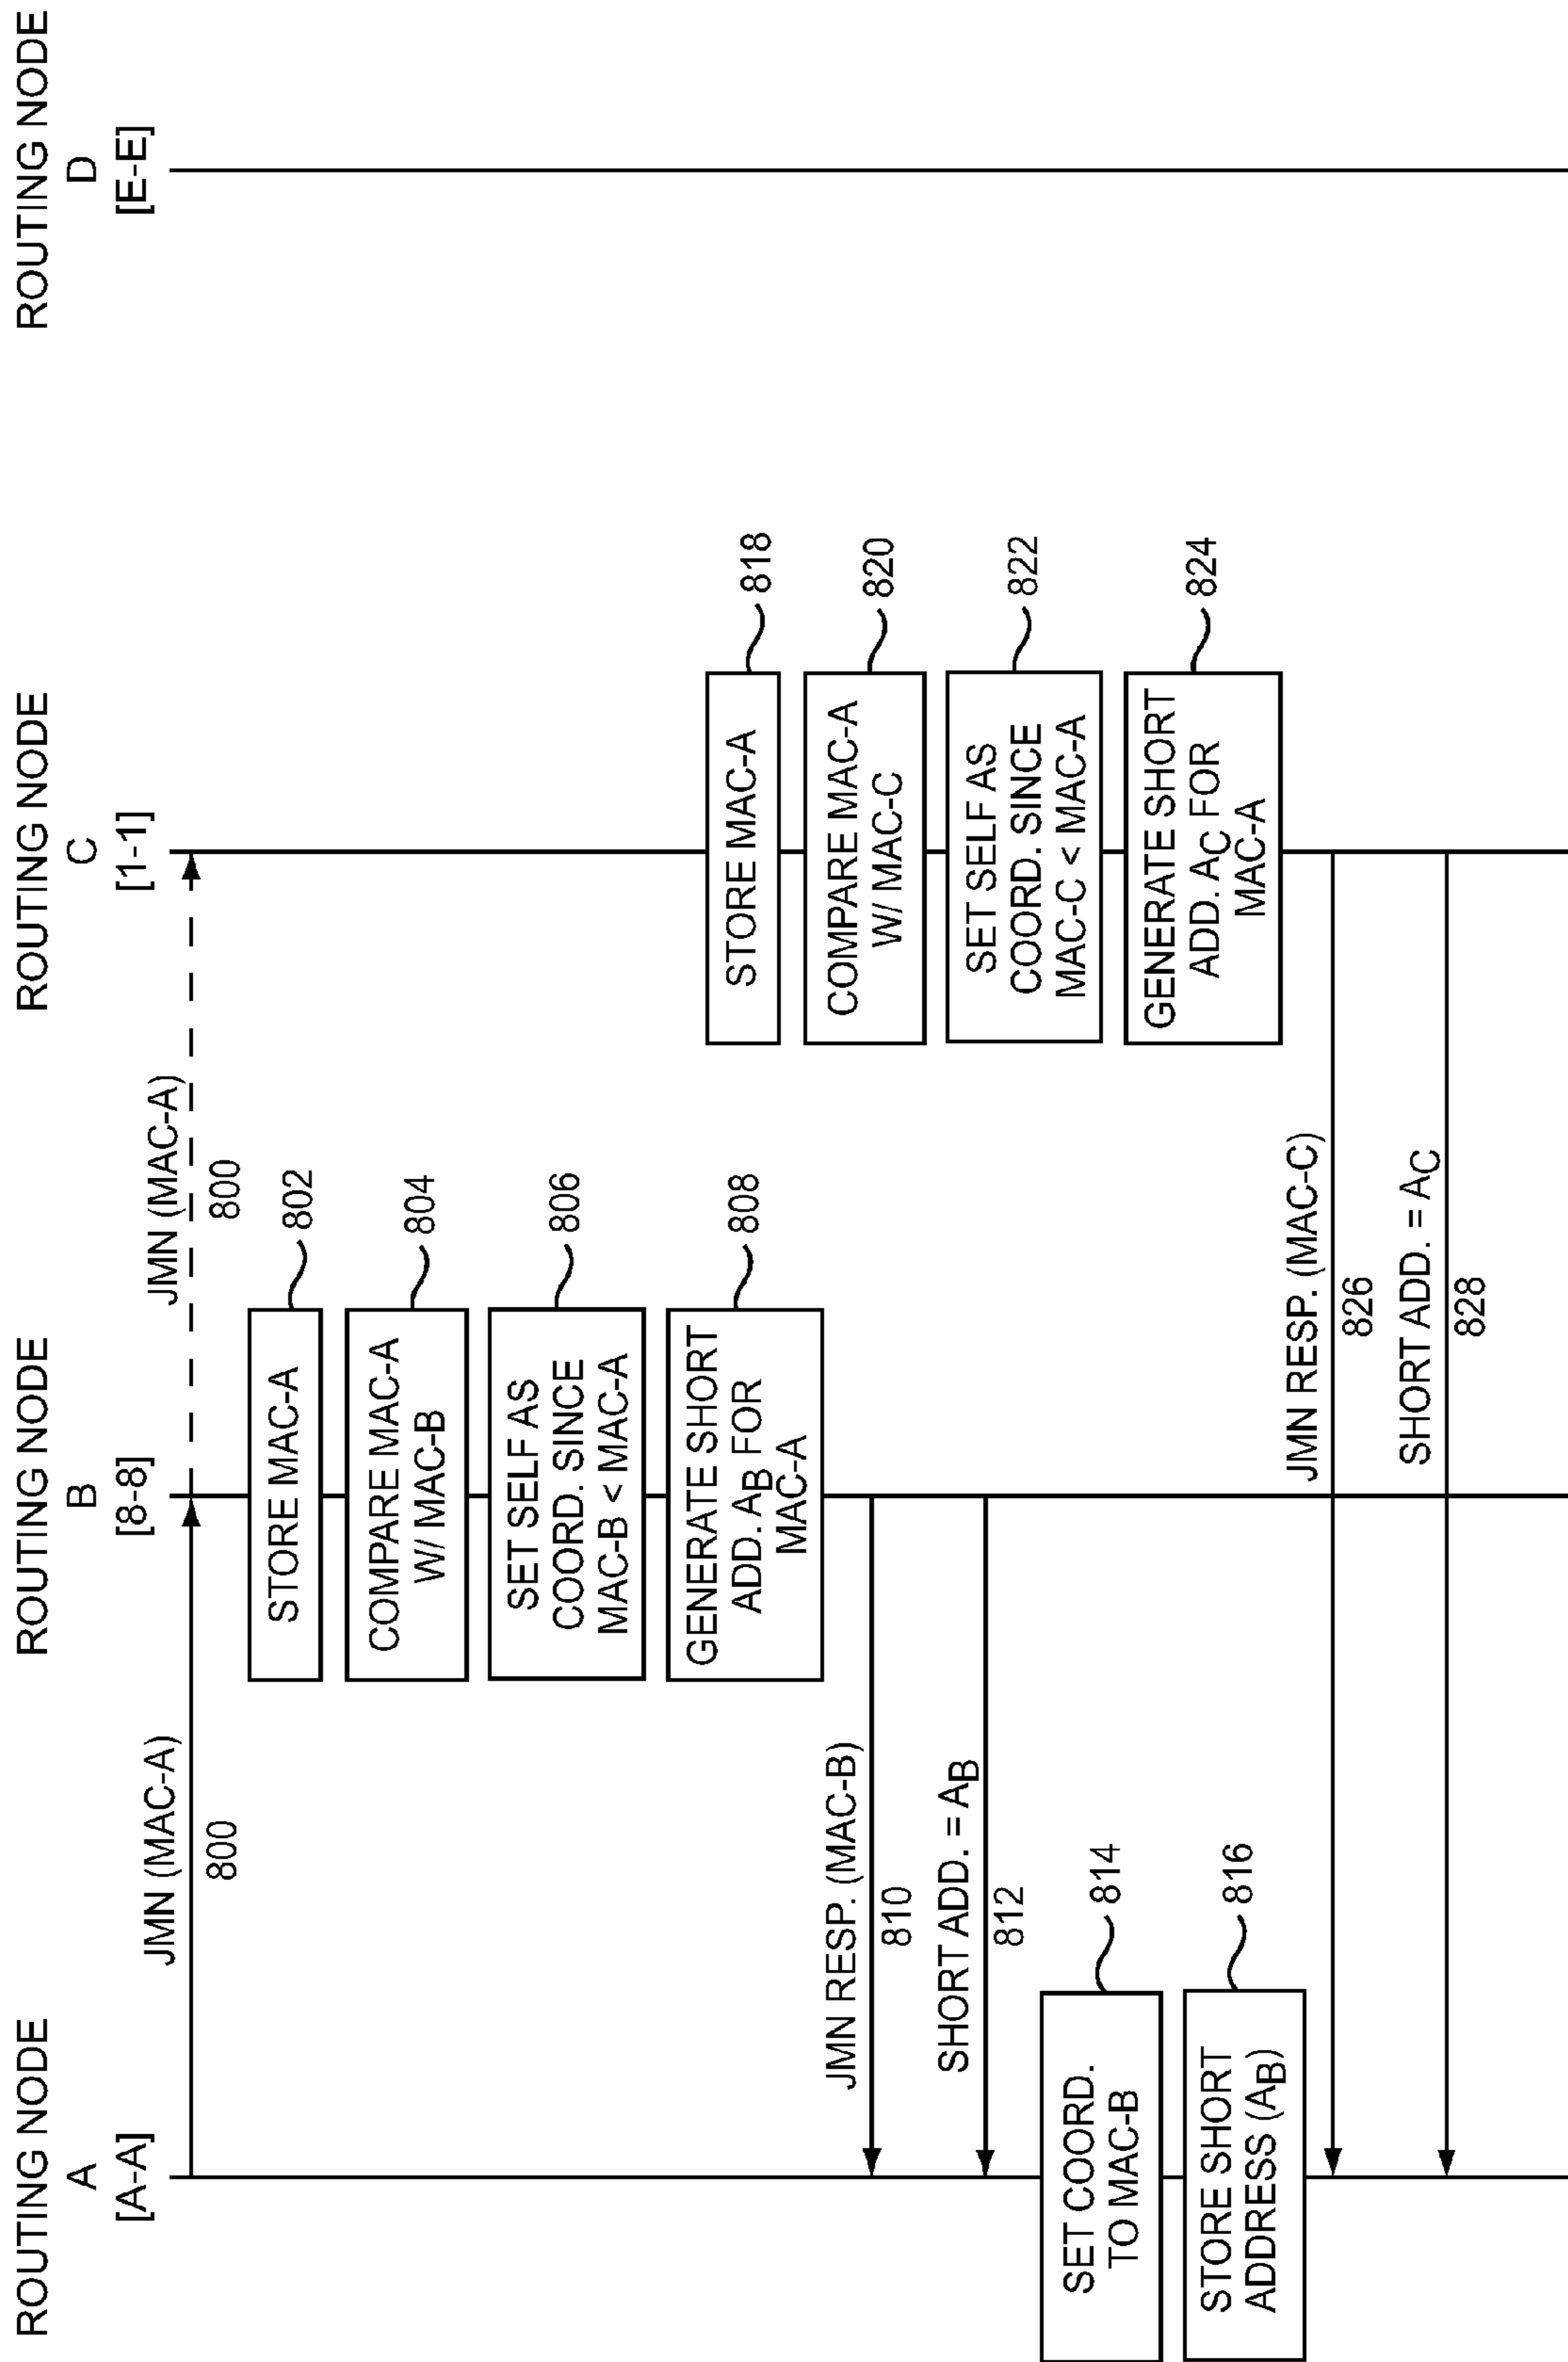 ROUTING NODE
A
[A-A]
ROUTING NODE
B
[8-8]
ROUTING NODE
C
[1-1]
ROUTING NODE
D
[E-E]
JMN (MAC-A)
800
JMN (MAC-A)
800
STORE MAC-A
802
COMPARE MAC-A
W/ MAC-B
804
SET SELF AS
COORD. SINCE
MAC-B < MAC-A
806
GENERATE SHORT
ADD. AB FOR
MAC-A
808
JMN RESP. (MAC-B)
810
SHORT ADD. = AB
812
SET COORD.
TO MAC-B
814
STORE SHORT
ADDRESS (AB)
816
STORE MAC-A
818
COMPARE MAC-A
W/ MAC-C
820
SET SELF AS
COORD. SINCE
MAC-C < MAC-A
822
GENERATE SHORT
ADD. AC FOR
MAC-A
824
JMN RESP. (MAC-C)
826
SHORT ADD. = AC
828